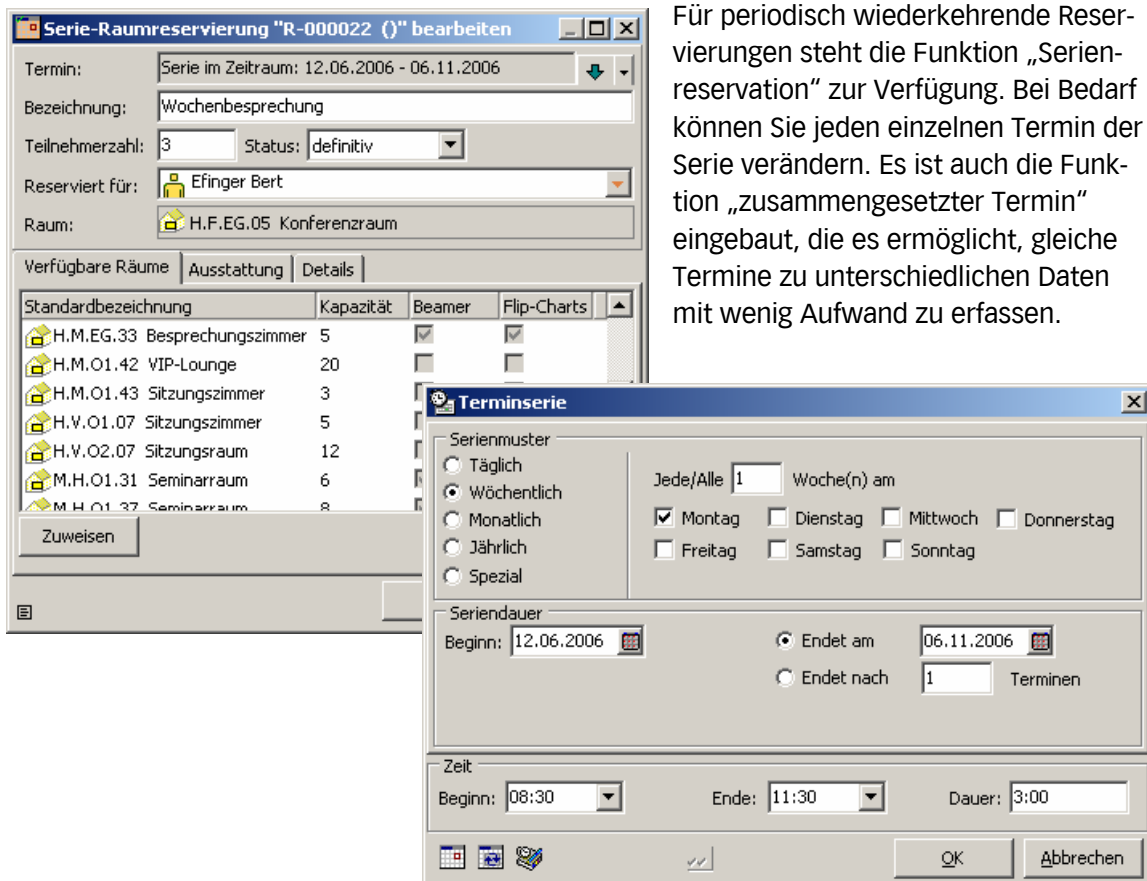 Serie-Raumreservierung "R-000022 ()" bearbeiten
Termin: Serie im Zeitraum: 12.06.2006 - 06.11.2006
Bezeichnung: Wochenbesprechung
Teilnehmerzahl: 3 Status: definitiv
Reserviert für: Efinger Bert
Raum: H.F.EG.05 Konferenzraum
Verfügbare Räume Ausstattung Details
Standardbezeichnung Kapazität Beamer Flip-Charts
H.M.EG.33 Besprechungszimmer 5
H.M.O1.42 VIP-Lounge 20
H.M.O1.43 Sitzungszimmer 3
H.V.O1.07 Sitzungszimmer 5
H.V.O2.07 Sitzungsraum 12
M.H.O1.31 Seminarraum 6
M.H.O1.37 Seminarraum 8
Zuweisen
Für periodisch wiederkehrende Reser-
vierungen steht die Funktion „Serien-
reservation“ zur Verfügung. Bei Bedarf
können Sie jeden einzelnen Termin der
Serie verändern. Es ist auch die Funk-
tion „zusammengesetzter Termin“
eingebaut, die es ermöglicht, gleiche
Termine zu unterschiedlichen Daten
mit wenig Aufwand zu erfassen.
Terminserie
Serienmuster
Täglich
Wöchentlich
Monatlich
Jährlich
Spezial
Jede/Alle 1 Woche(n) am
Montag Dienstag Mittwoch Donnerstag
Freitag Samstag Sonntag
Seriendauer
Beginn: 12.06.2006 Endet am 06.11.2006
Endet nach 1 Terminen
Zeit
Beginn: 08:30 Ende: 11:30 Dauer: 3:00
OK Abbrechen